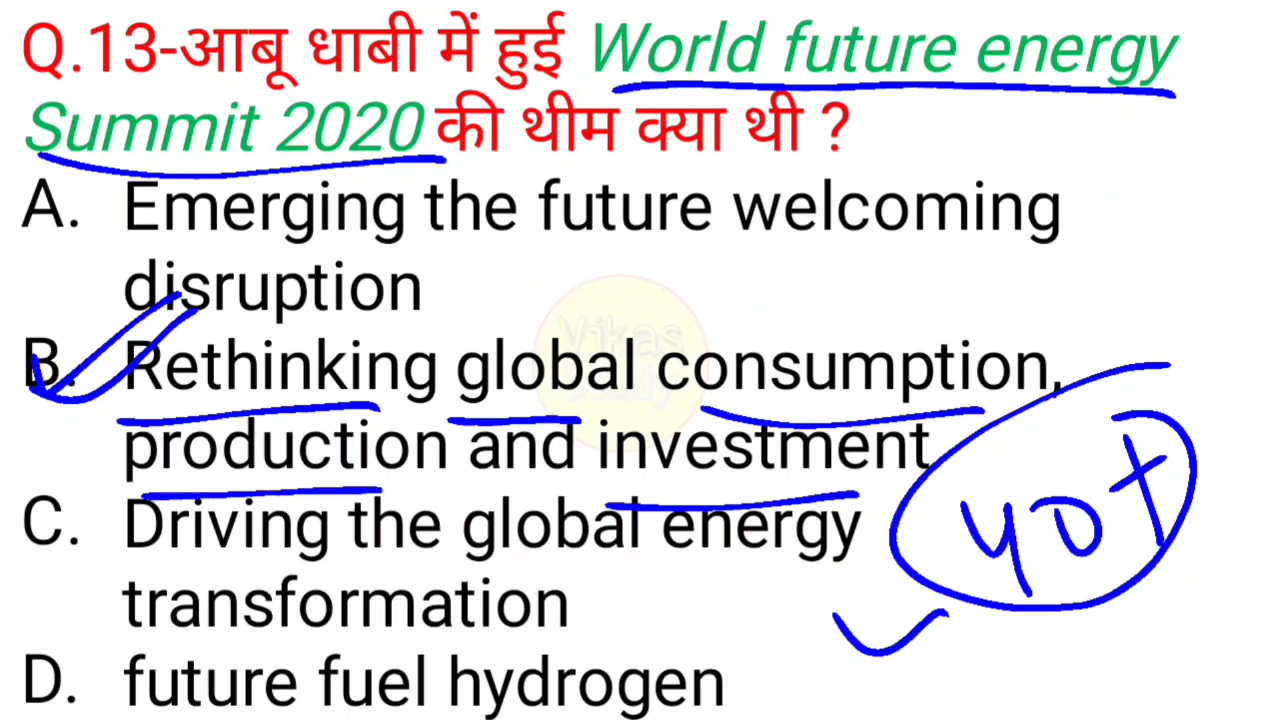 Q.13-आबू धाबी में हुई World future energy
Summit 2020 की थीम क्या थी ?
A. Emerging the future welcoming
disruption
B. Rethinking global consumption,
production and investment
C. Driving the global energy
transformation
40+
D. future fuel hydrogen